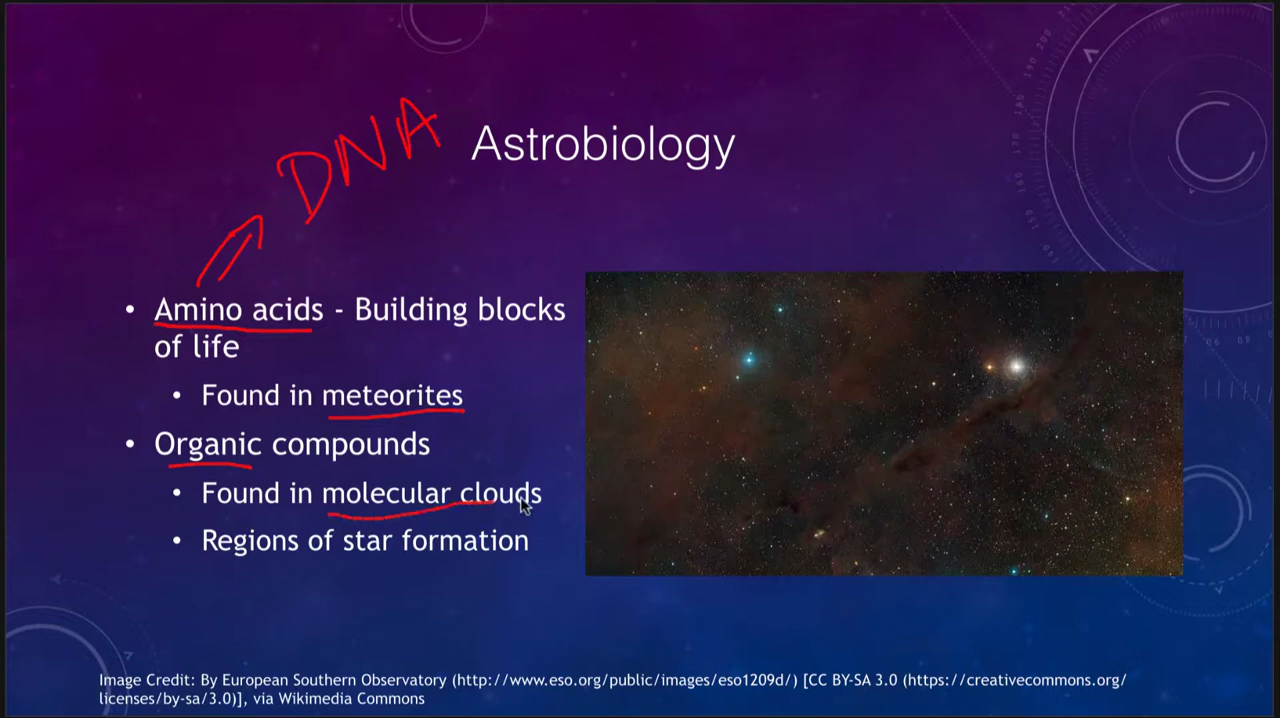 DNA
Astrobiology
• Amino acids - Building blocks
of life
• Found in meteorites
• Organic compounds
• Found in molecular clouds
• Regions of star formation
Image Credit: By European Southern Observatory (http://www.eso.org/public/images/eso1209d/) [CC BY-SA 3.0 (https://creativecommons.org/
licenses/by-sa/3.0)], via Wikimedia Commons